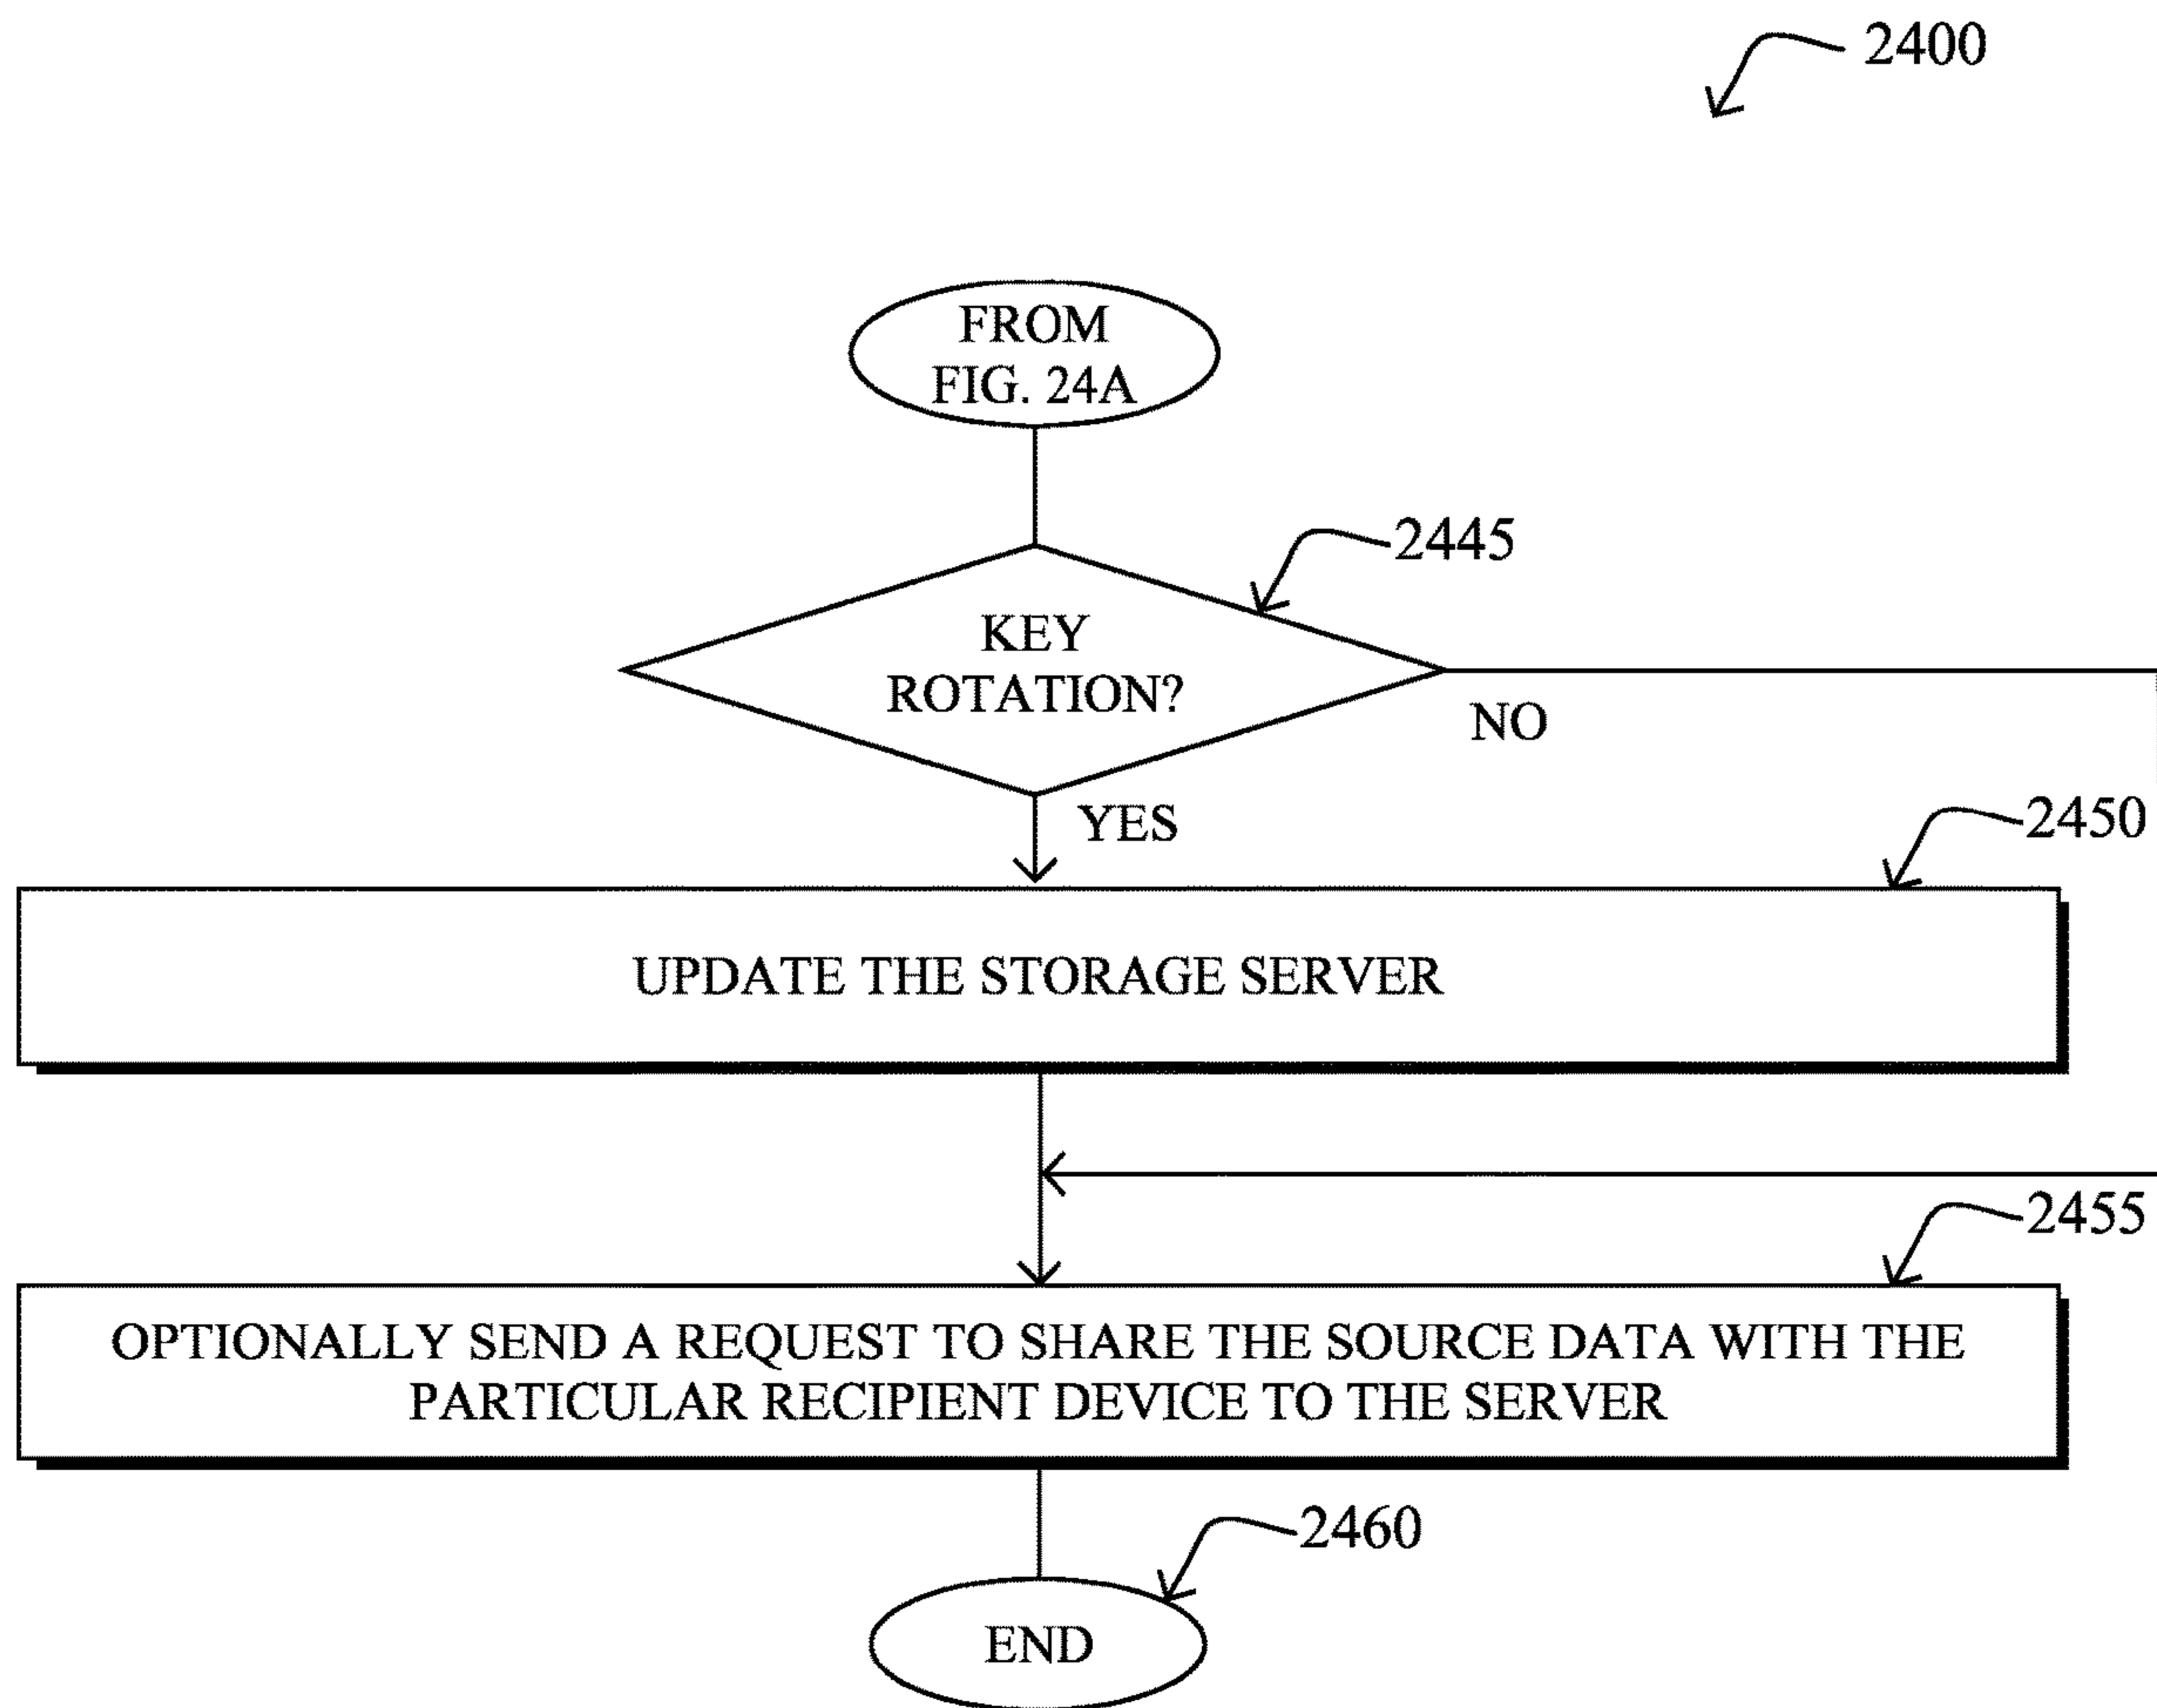 2400
FROM
FIG. 24A
2445
KEY
ROTATION?
NO
YES
2450
UPDATE THE STORAGE SERVER
2455
OPTIONALLY SEND A REQUEST TO SHARE THE SOURCE DATA WITH THE
PARTICULAR RECIPIENT DEVICE TO THE SERVER
2460
END